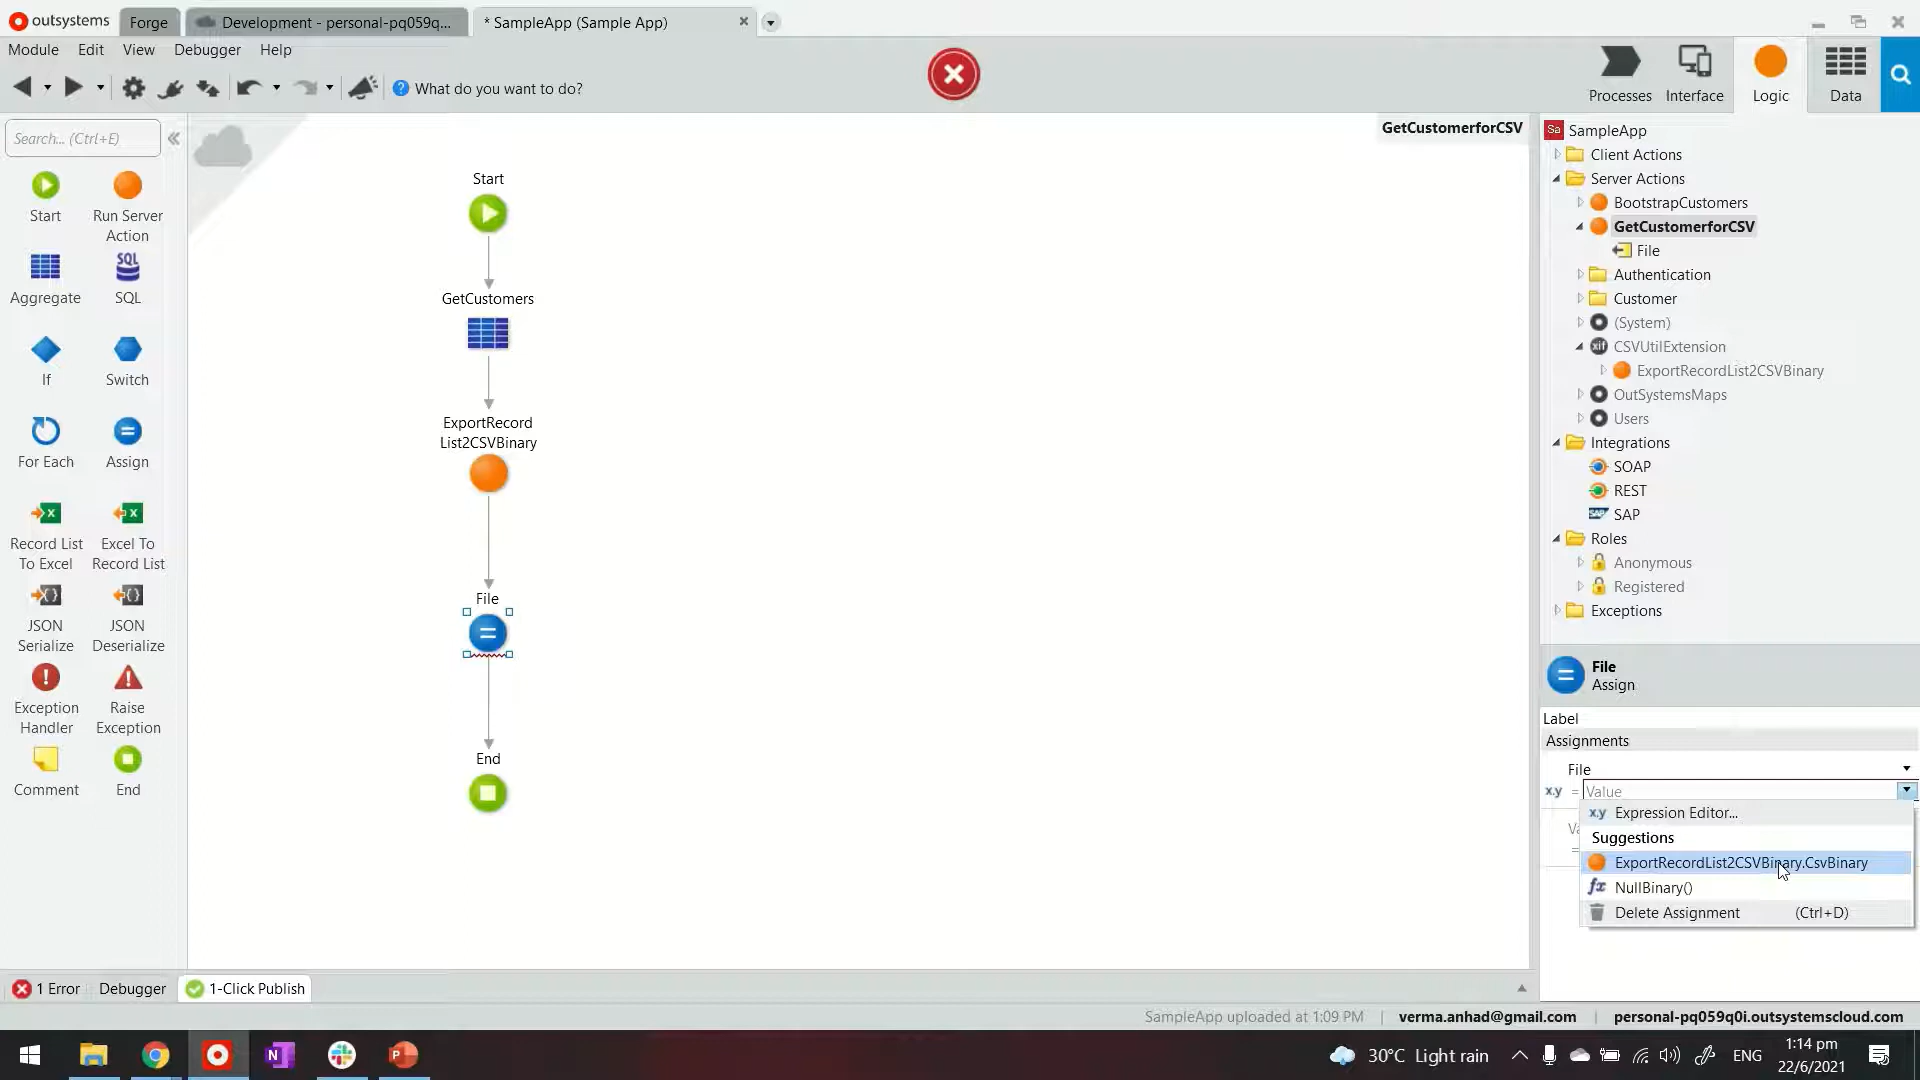 outsystems
Forge
Development - personal-pq059q...
* SampleApp (Sample App)
Module Edit View Debugger Help
What do you want to do?
Processes
Interface
Logic
Data
Search... (Ctrl+E)
Start
Run Server
Action
Aggregate
SQL
SQL
If
Switch
For Each
Assign
Record List
To Excel
Excel To
Record List
JSON
Serialize
JSON
Deserialize
Exception
Handler
Raise
Exception
Comment
End
GetCustomerforCSV
Start
GetCustomers
ExportRecord
List2CSVBinary
File
End
Sa SampleApp
Client Actions
Server Actions
BootstrapCustomers
GetCustomerforCSV
File
Authentication
Customer
(System)
xif CSVUtilExtension
ExportRecordList2CSVBinary
OutSystemsMaps
Users
Integrations
SOAP
REST
SAP SAP
Roles
Anonymous
Registered
Exceptions
File
Assign
Label
Assignments
File
x.y = Value
x.y Expression Editor...
Suggestions
ExportRecordList2CSVBinary.CsvBinary
fx NullBinary()
Delete Assignment (Ctrl+D)
1 Error Debugger 1-Click Publish
SampleApp uploaded at 1:09 PM | verma.anhad@gmail.com | personal-pq059q0i.outsystemscloud.com
30°C Light rain
ENG
1:14 pm
22/6/2021